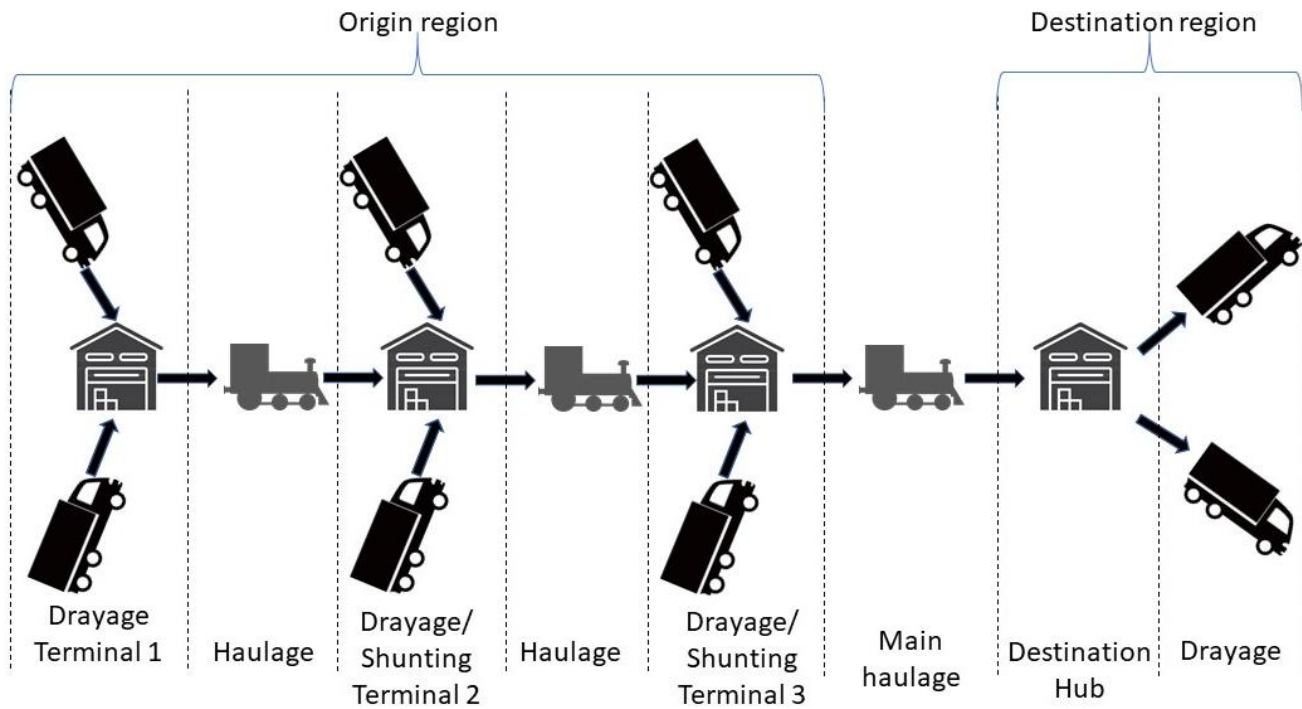 Origin region
Destination region
Drayage
Terminal 1
Haulage
Drayage/
Shunting
Terminal 2
Haulage
Drayage/
Shunting
Terminal 3
Main
haulage
Destination
Hub
Drayage